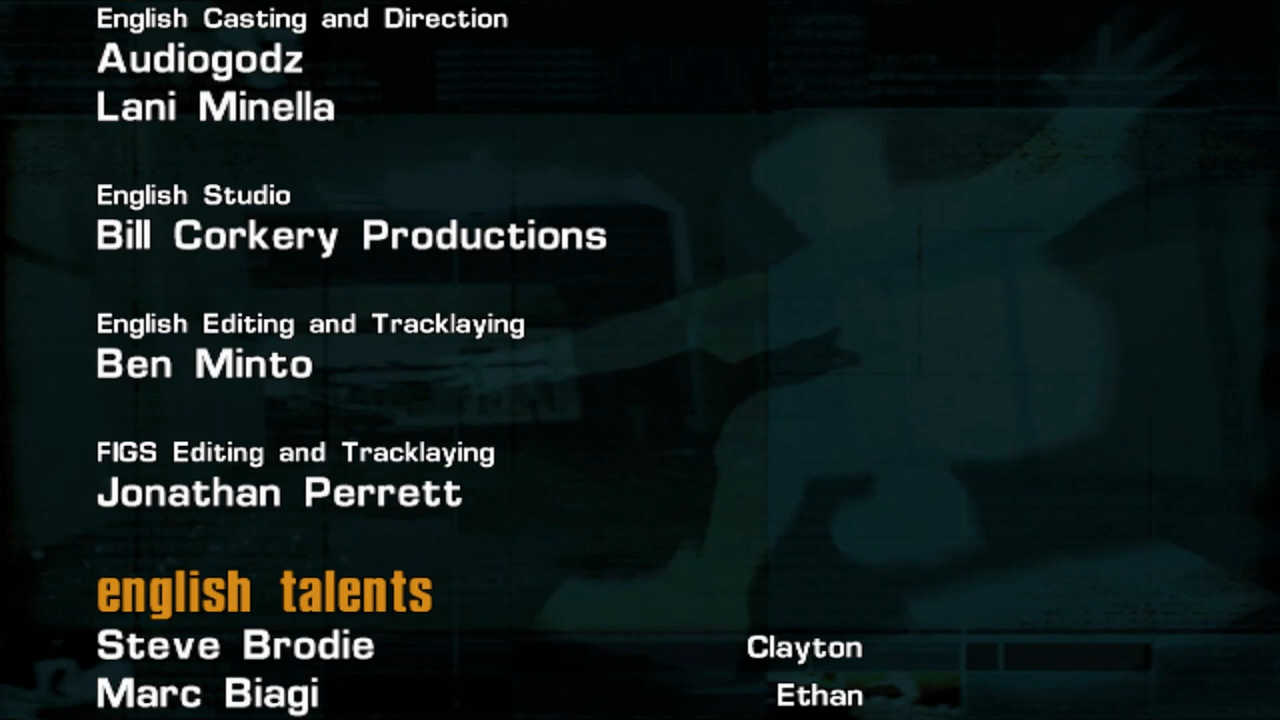 English Casting and Direction
Audiogodz
Lani Minella
English Studio
Bill Corkery Productions
English Editing and Tracklaying
Ben Minto
FIGS Editing and Tracklaying
Jonathan Perrett
english talents
Steve Brodie Clayton
Marc Biagi Ethan